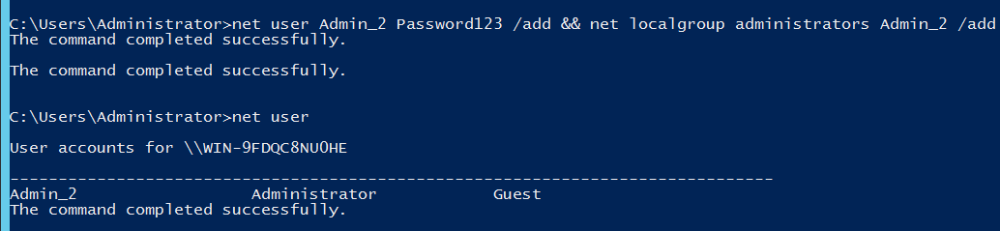 C:\Users\Administrator>net user Admin_2 Password123 /add && net localgroup administrators Admin_2 /add
The command completed successfully.
The command completed successfully.
C:\Users\Administrator>net user
User accounts for \\WIN-9FDQC8NU0HE
-------------------------------------------------------------------------------
Admin_2                  Administrator            Guest
The command completed successfully.